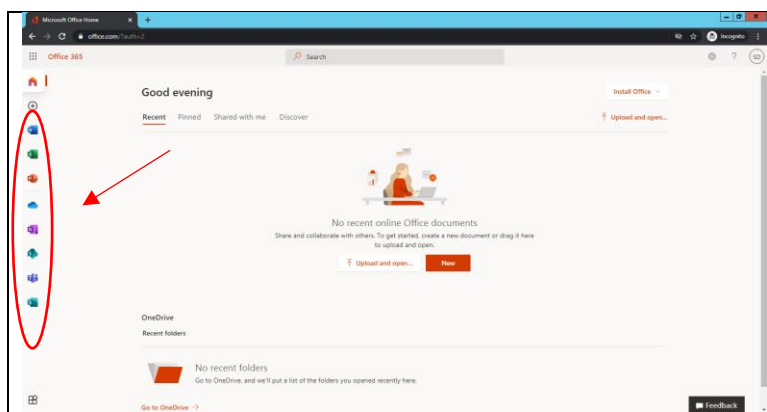 Microsoft Office Home
office.com/?auth=2
Incognito
Office 365
Search
?
SD
Good evening
Install Office
Recent Pinned Shared with me Discover
Upload and open...
No recent online Office documents
Share and collaborate with others. To get started, create a new document or drag it here
to upload and open.
Upload and open... New
OneDrive
Recent folders
No recent folders
Go to OneDrive, and we'll put a list of the folders you opened recently here.
Go to OneDrive →
Feedback